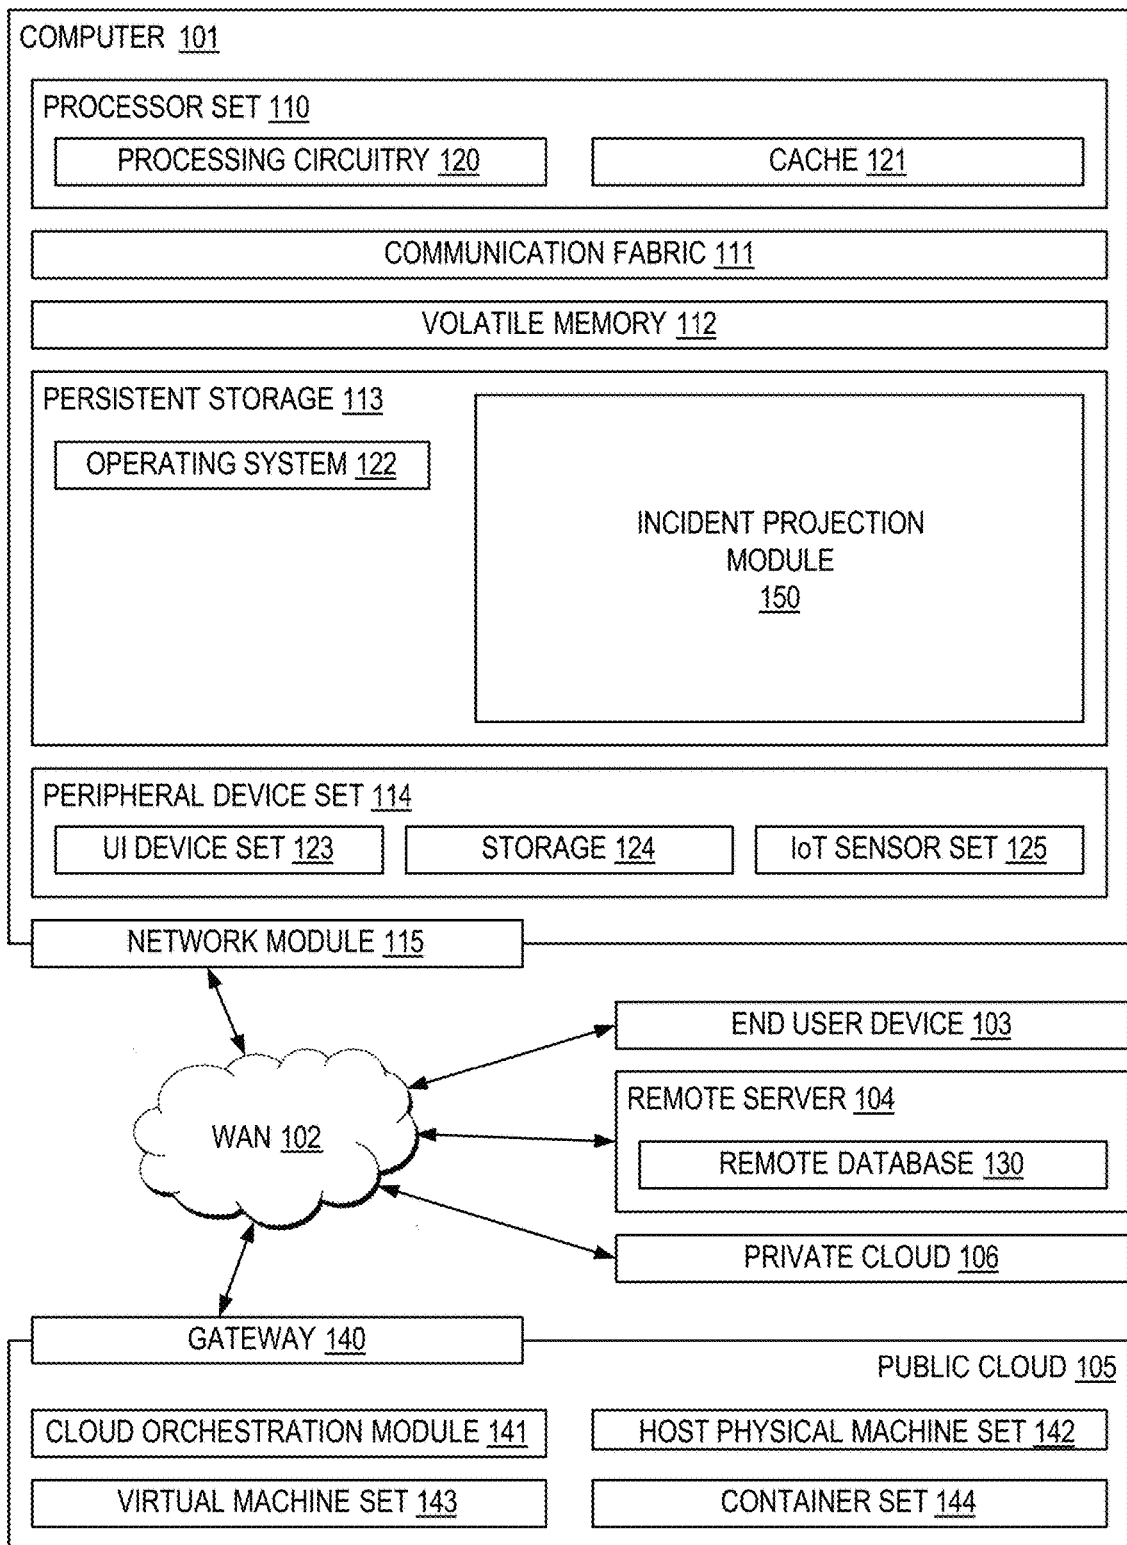 COMPUTER 101
PROCESSOR SET 110
PROCESSING CIRCUITRY 120
CACHE 121
COMMUNICATION FABRIC 111
VOLATILE MEMORY 112
PERSISTENT STORAGE 113
OPERATING SYSTEM 122
INCIDENT PROJECTION
MODULE
150
PERIPHERAL DEVICE SET 114
UI DEVICE SET 123
STORAGE 124
IoT SENSOR SET 125
NETWORK MODULE 115
END USER DEVICE 103
REMOTE SERVER 104
WAN 102
REMOTE DATABASE 130
PRIVATE CLOUD 106
GATEWAY 140
PUBLIC CLOUD 105
CLOUD ORCHESTRATION MODULE 141
HOST PHYSICAL MACHINE SET 142
VIRTUAL MACHINE SET 143
CONTAINER SET 144